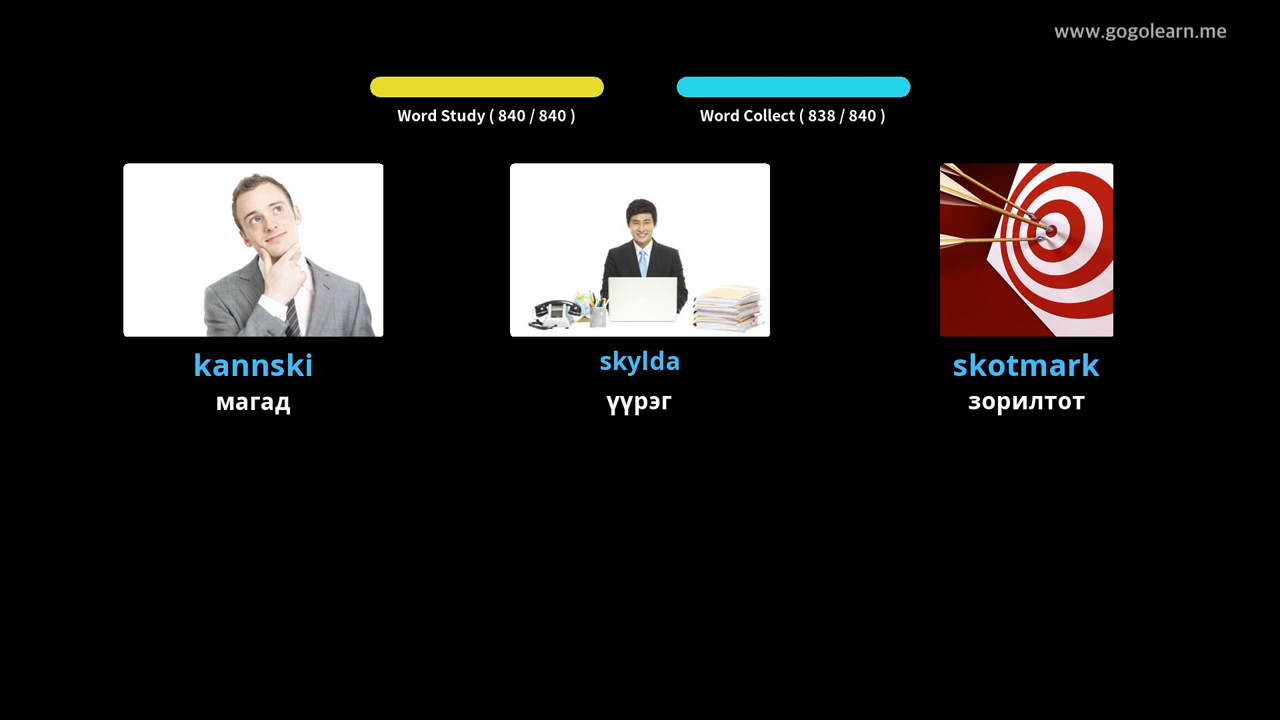 www.gogolearn.me
Word Study ( 840 / 840 )
Word Collect ( 838 / 840 )
kannski
магад
skylda
үүрэг
skotmark
зорилтот